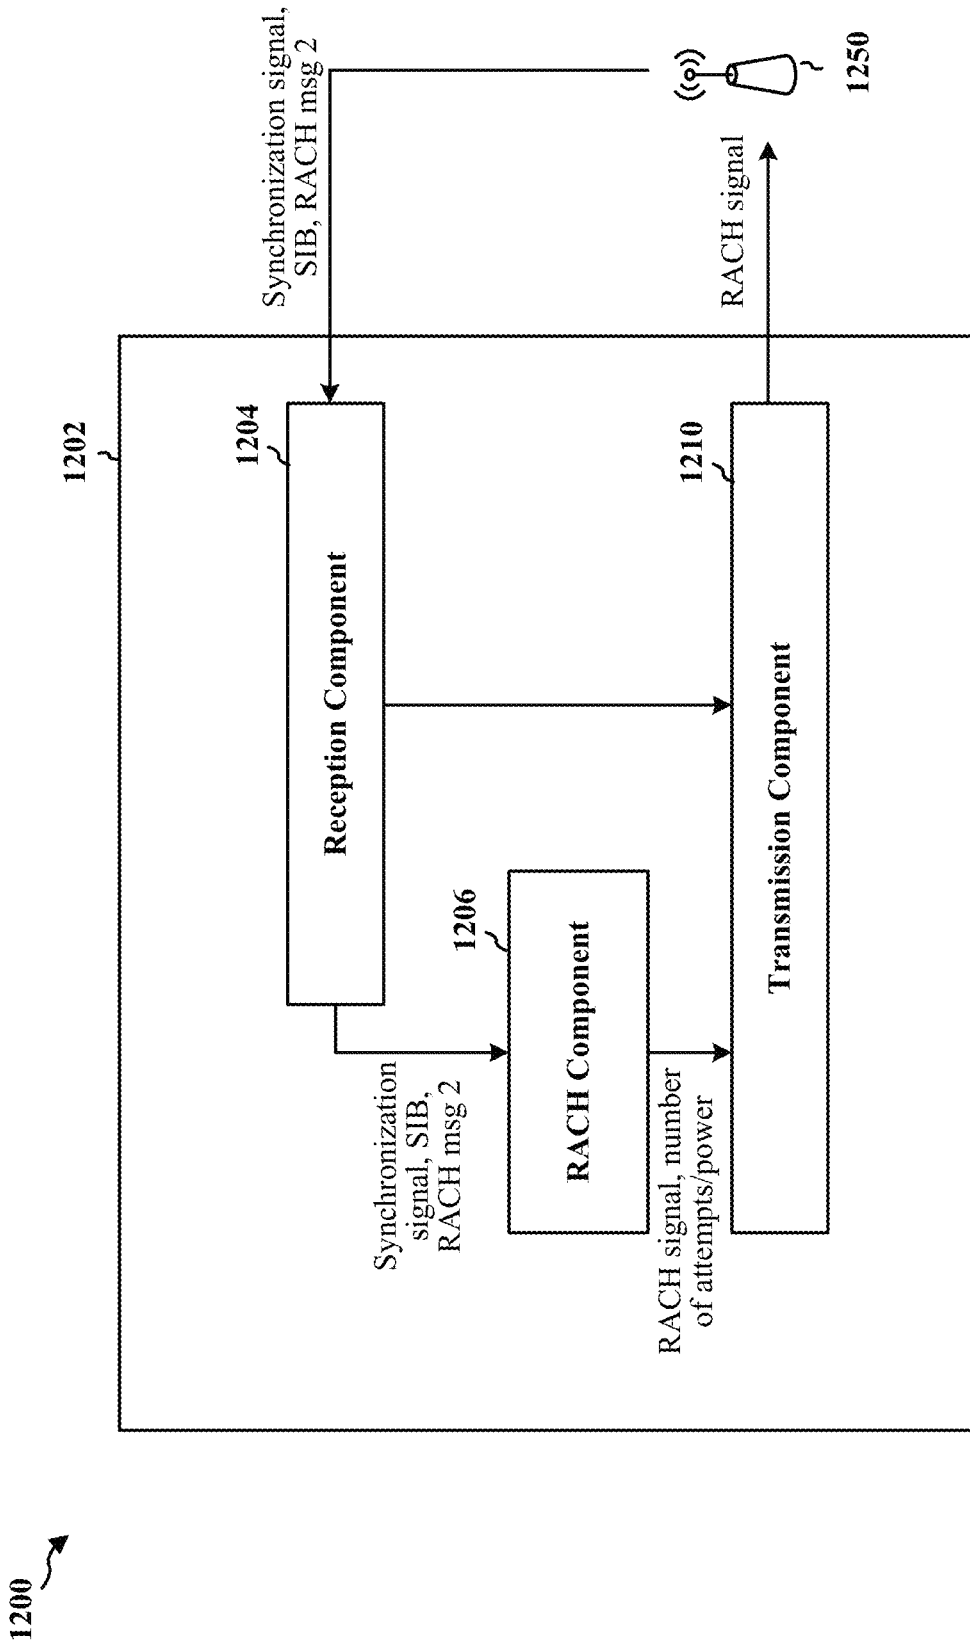 1200
1202
Synchronization signal,
SIB, RACH msg 2
1204
Reception Component
1250
RACH signal
Synchronization
signal, SIB,
RACH msg 2
1206
RACH Component
RACH signal, number
of attempts/power
1210
Transmission Component